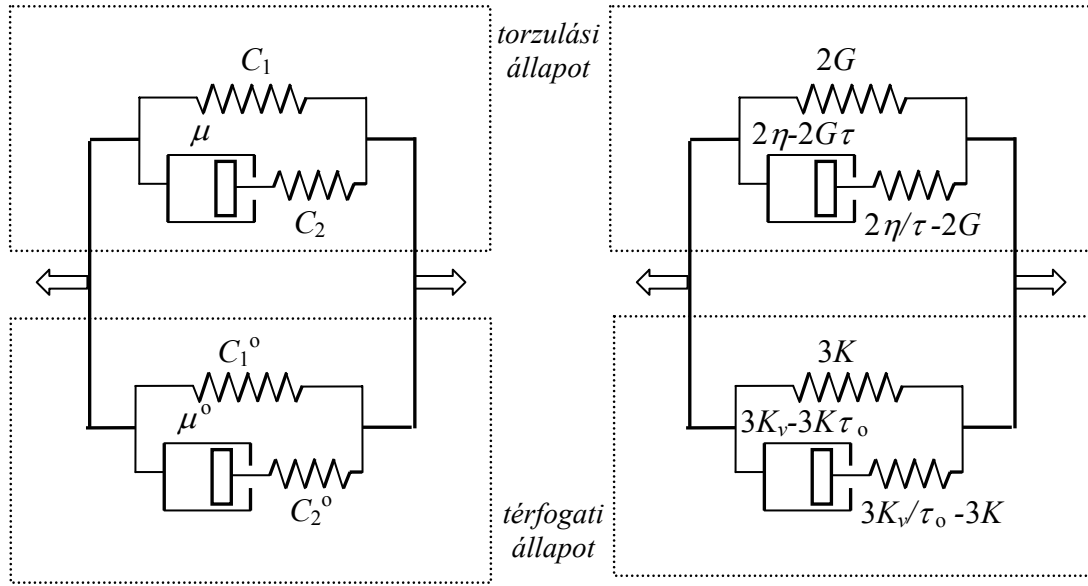 torzulási
állapot
C₁
μ
C₂
2G
2η-2Gτ
2η/τ-2G
C₁ᵒ
μᵒ
C₂ᵒ
3K
3Kᵥ-3Kτₒ
3Kᵥ/τₒ-3K
térfogati
állapot